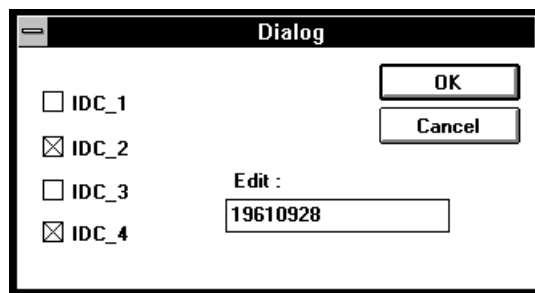 Dialog
OK
IDC_1
Cancel
IDC_2
Edit :
IDC_3
19610928
IDC_4